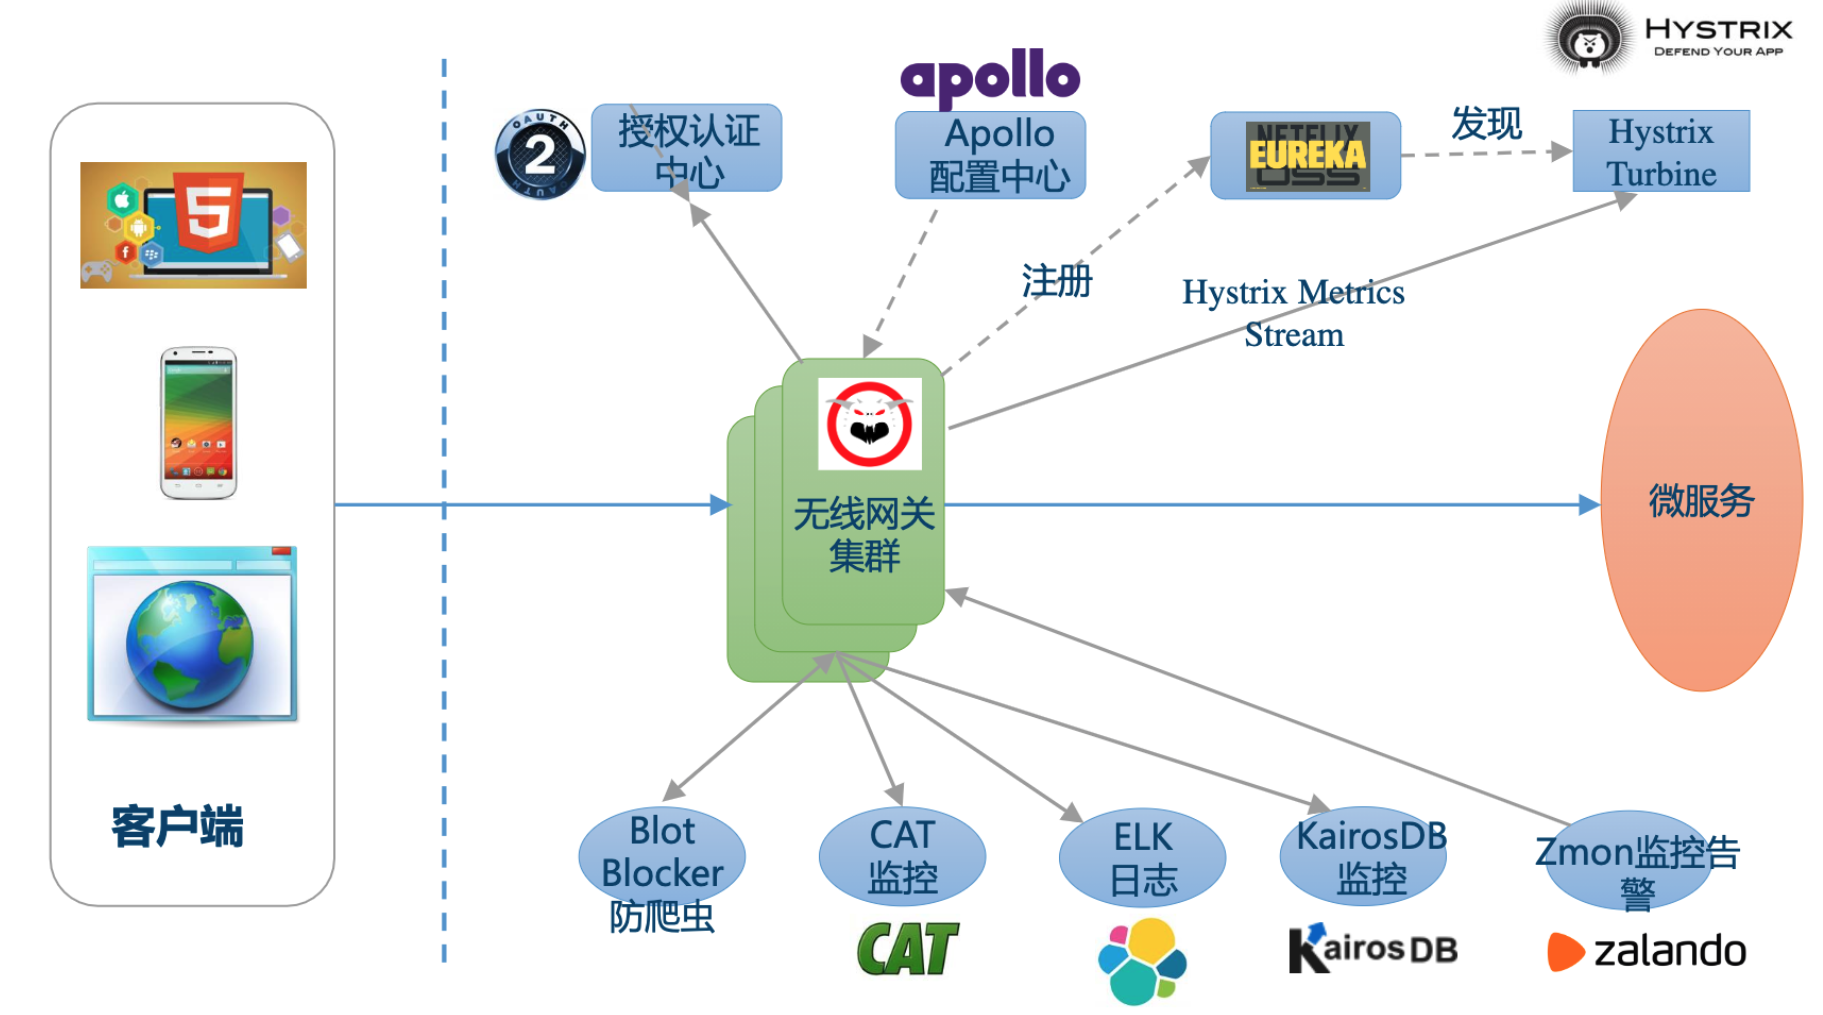 HYSTRIX
DEFEND YOUR APP
apollo
OAUTH
2
OAUTH
授权认证
中心
Apollo
配置中心
NETFLIX
EUREKA
OSS
发现
Hystrix
Turbine
5
注册
Hystrix Metrics
Stream
无线网关
集群
微服务
客户端
Blot
Blocker
防爬虫
CAT
监控
ELK
日志
KairosDB
监控
Zmon监控告
警
CAT
KairosDB
zalando